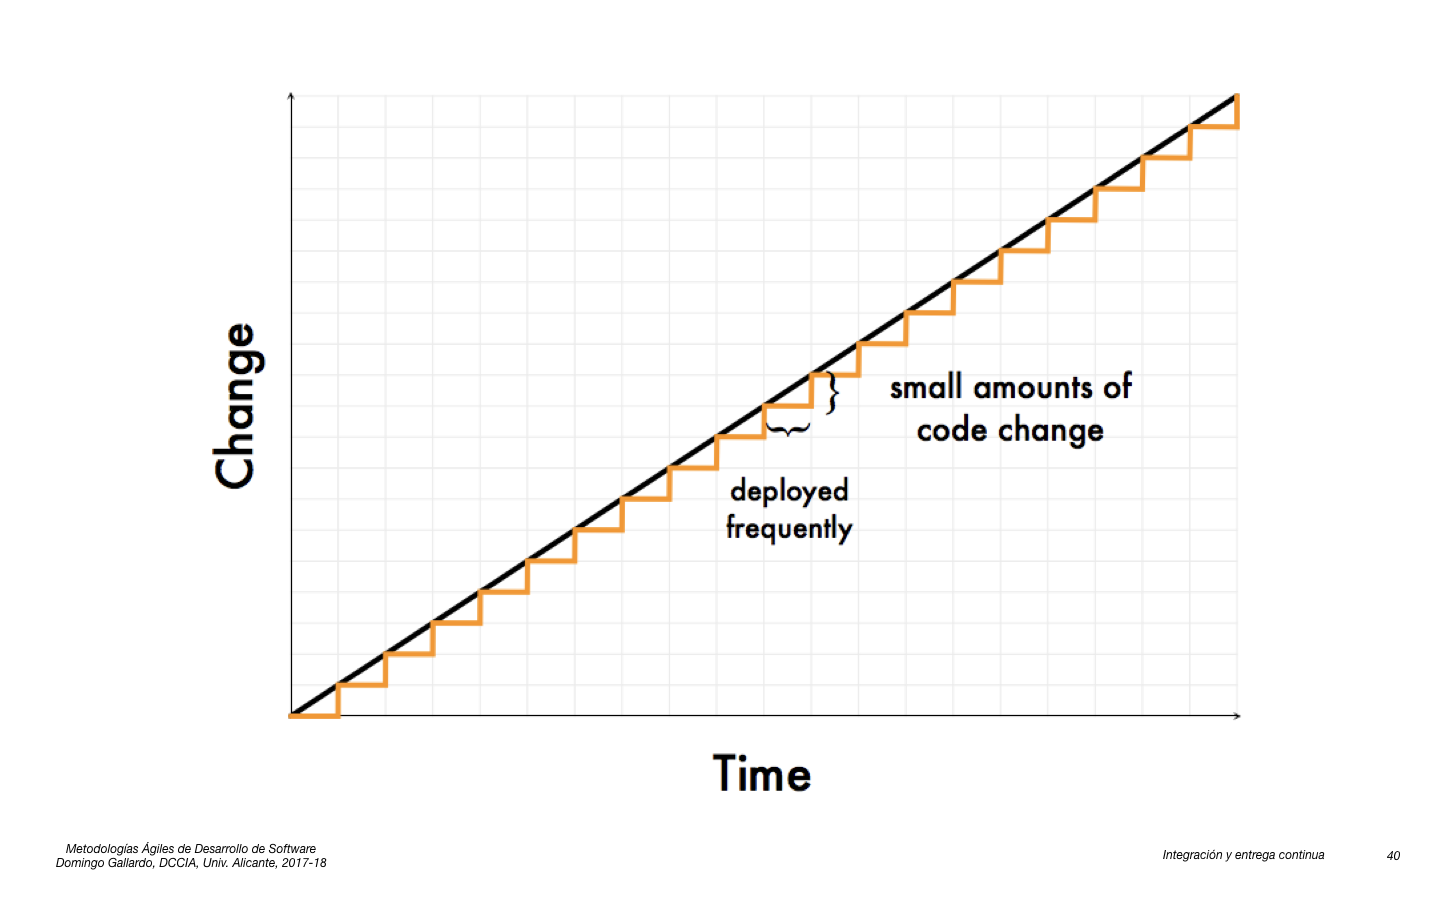 Change
small amounts of
code change
deployed
frequently
Time
Metodologías Ágiles de Desarrollo de Software
Domingo Gallardo, DCCIA, Univ. Alicante, 2017-18
Integración y entrega continua
40